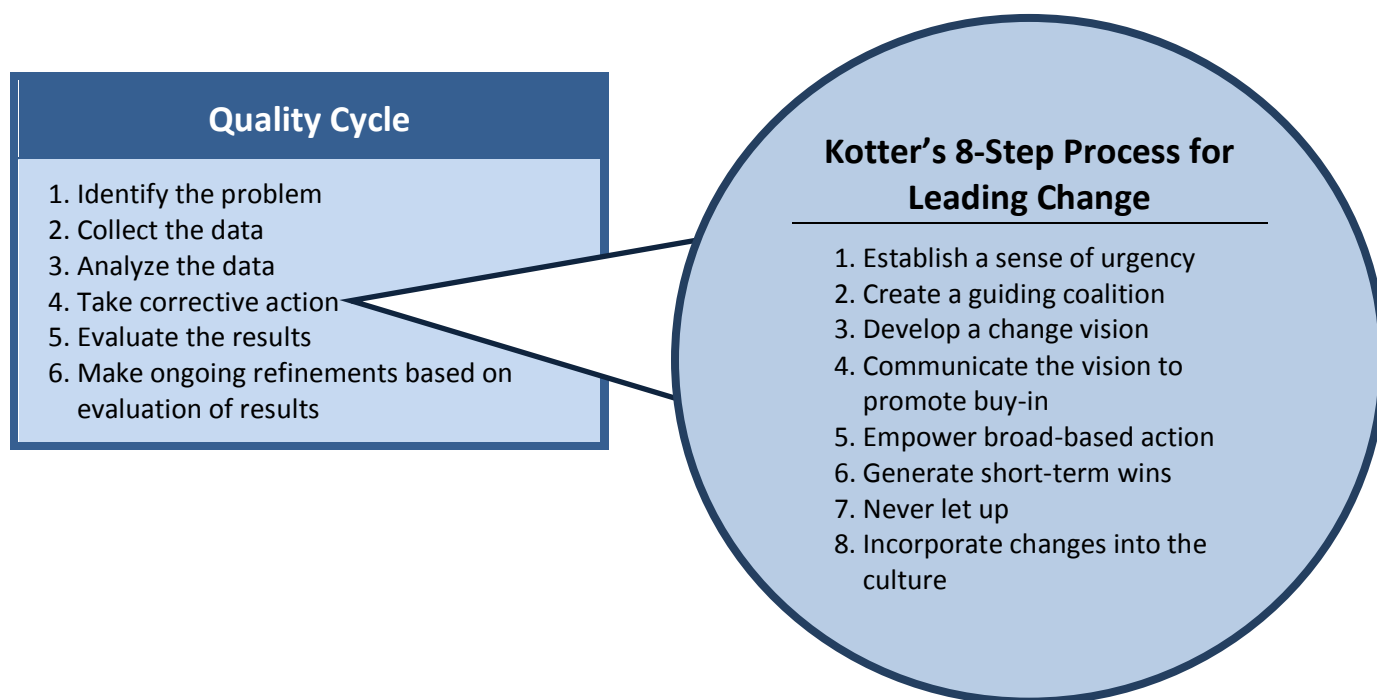 Quality Cycle
1. Identify the problem
2. Collect the data
3. Analyze the data
4. Take corrective action
5. Evaluate the results
6. Make ongoing refinements based on
evaluation of results
Kotter’s 8-Step Process for
Leading Change
1. Establish a sense of urgency
2. Create a guiding coalition
3. Develop a change vision
4. Communicate the vision to
promote buy-in
5. Empower broad-based action
6. Generate short-term wins
7. Never let up
8. Incorporate changes into the
culture